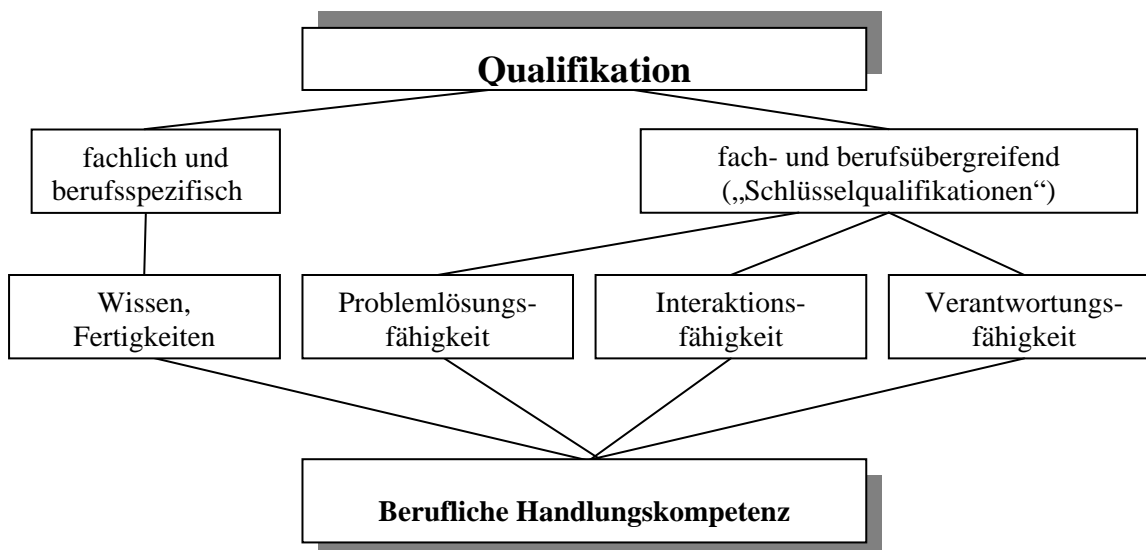 Qualifikation
fachlich und
berufsspezifisch
fach- und berufsübergreifend
(„Schlüsselqualifikationen“)
Wissen,
Fertigkeiten
Problemlösungs-
fähigkeit
Interaktions-
fähigkeit
Verantwortungs-
fähigkeit
Berufliche Handlungskompetenz